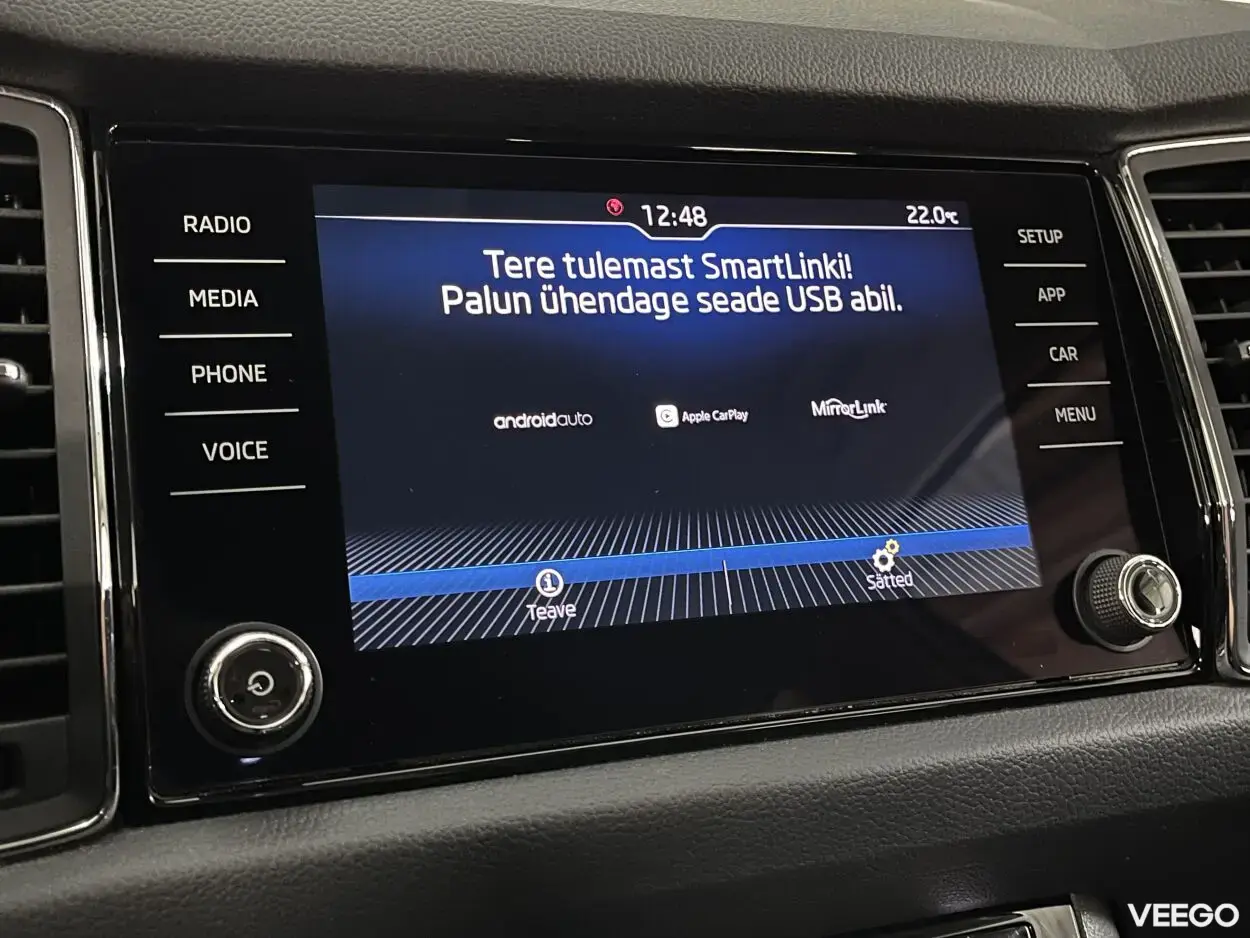 RADIO
MEDIA
PHONE
VOICE
12:48
22.0°C
Tere tulemast SmartLinki!
Palun ühendage seade USB abil.
androidauto
Apple CarPlay
MirrorLink
Teave
Sätted
SETUP
APP
CAR
MENU
VEEGO